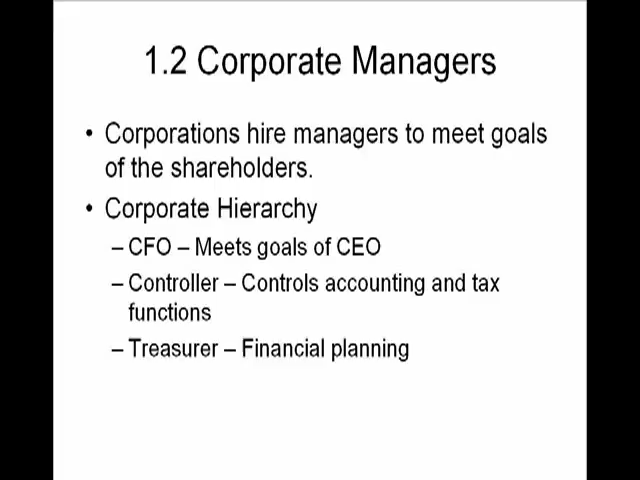 1.2 Corporate Managers
• Corporations hire managers to meet goals
of the shareholders.
• Corporate Hierarchy
– CFO – Meets goals of CEO
– Controller – Controls accounting and tax
functions
– Treasurer – Financial planning